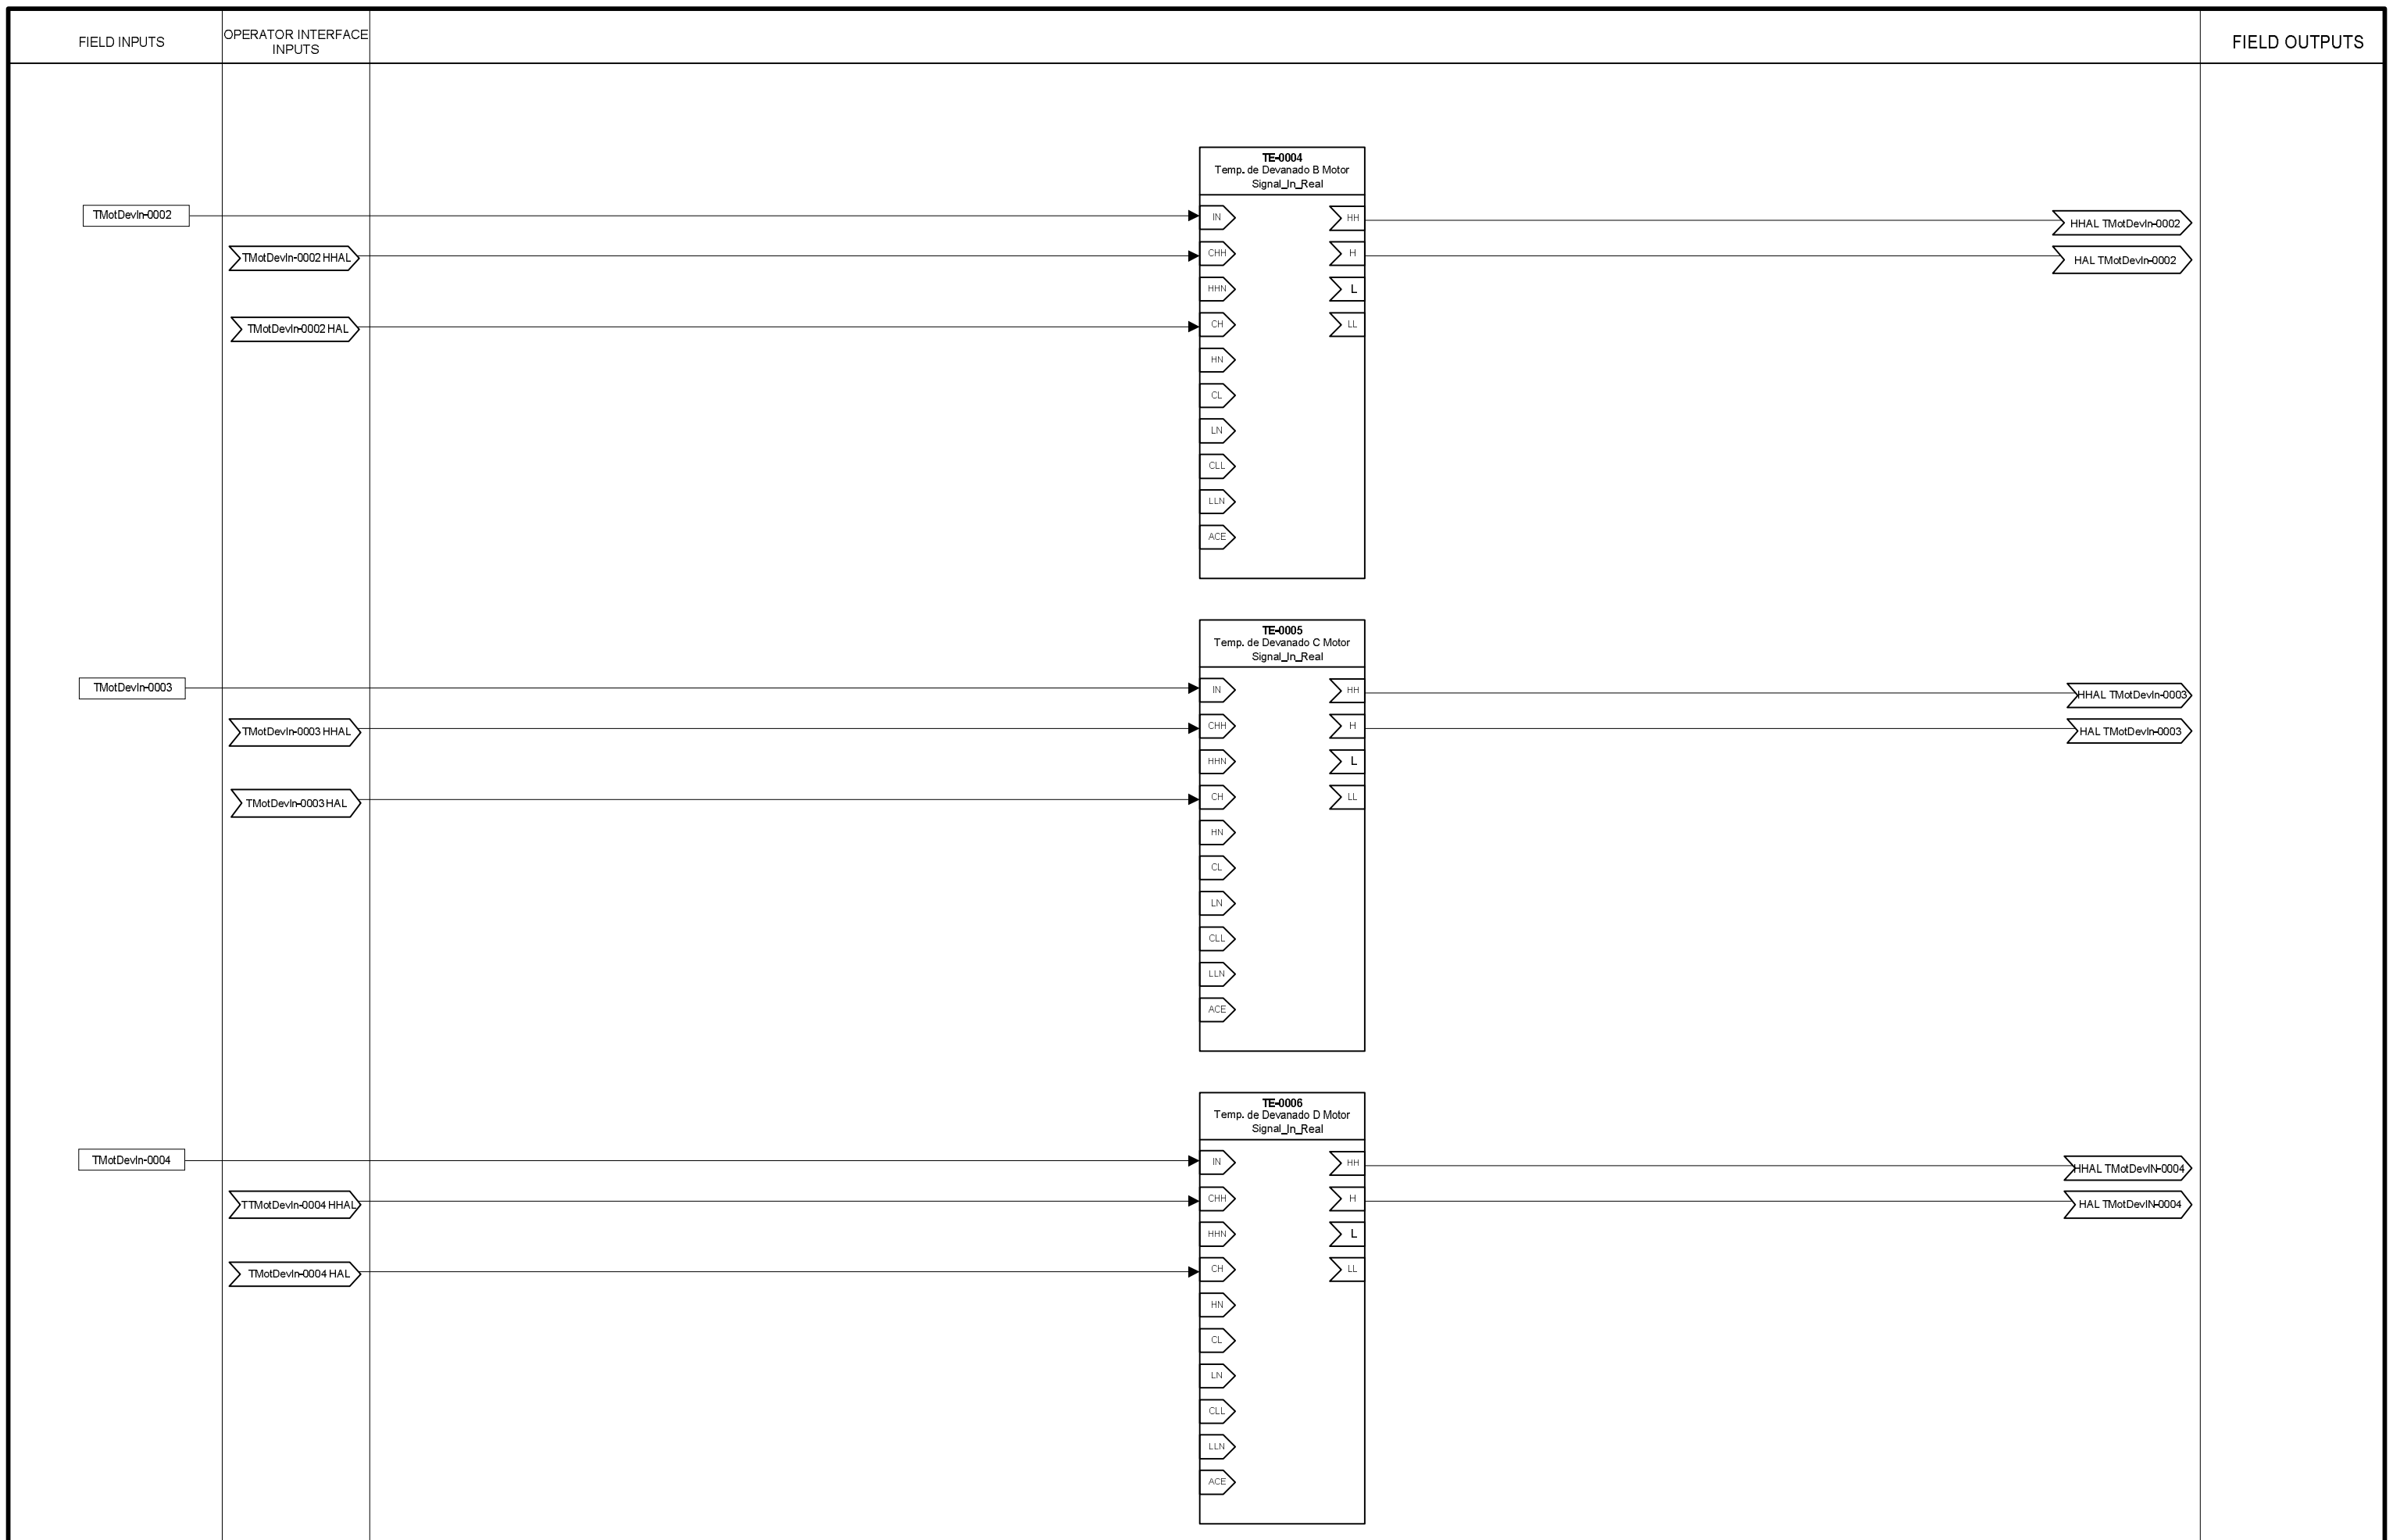 FIELD INPUTS
OPERATOR INTERFACE
INPUTS
FIELD OUTPUTS
TE-0004
Temp. de Devanado B Motor
Signal_In_Real
TMotDevIn-0002
IN
HH
HHAL TMotDevIn-0002
TMotDevIn-0002 HHAL
CHH
H
HAL TMotDevIn-0002
HHN
L
TMotDevIn-0002 HAL
CH
LL
HN
CL
LN
CLL
LLN
ACE
TE-0005
Temp. de Devanado C Motor
Signal_In_Real
TMotDevIn-0003
IN
HH
HHAL TMotDevIn-0003
TMotDevIn-0003 HHAL
CHH
H
HAL TMotDevIn-0003
HHN
L
TMotDevIn-0003 HAL
CH
LL
HN
CL
LN
CLL
LLN
ACE
TE-0006
Temp. de Devanado D Motor
Signal_In_Real
TMotDevIn-0004
IN
HH
HHAL TMotDevIN-0004
TTMotDevIn-0004 HHAL
CHH
H
HAL TMotDevIN-0004
HHN
L
TMotDevIn-0004 HAL
CH
LL
HN
CL
LN
CLL
LLN
ACE